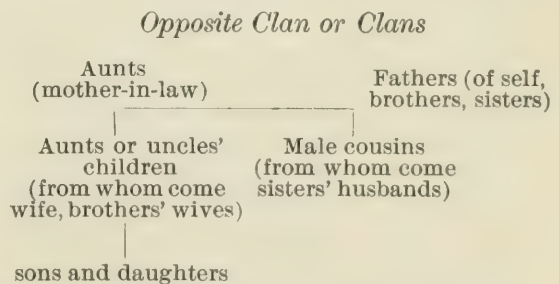 Opposite Clan or Clans
Aunts
(mother-in-law)
Fathers (of self,
brothers, sisters)
Aunts or uncles'
children
(from whom come
wife, brothers' wives)
Male cousins
(from whom come
sisters' husbands)
sons and daughters